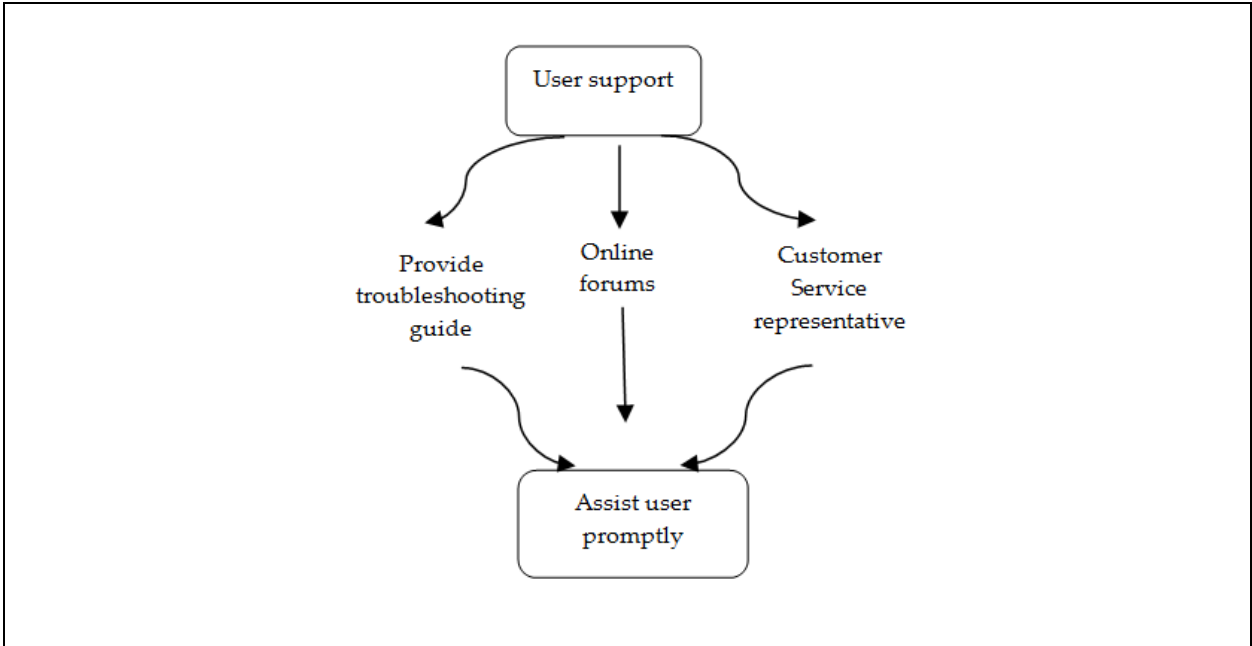 User support
Provide
troubleshooting
guide
Online
forums
Customer
Service
representative
Assist user
promptly